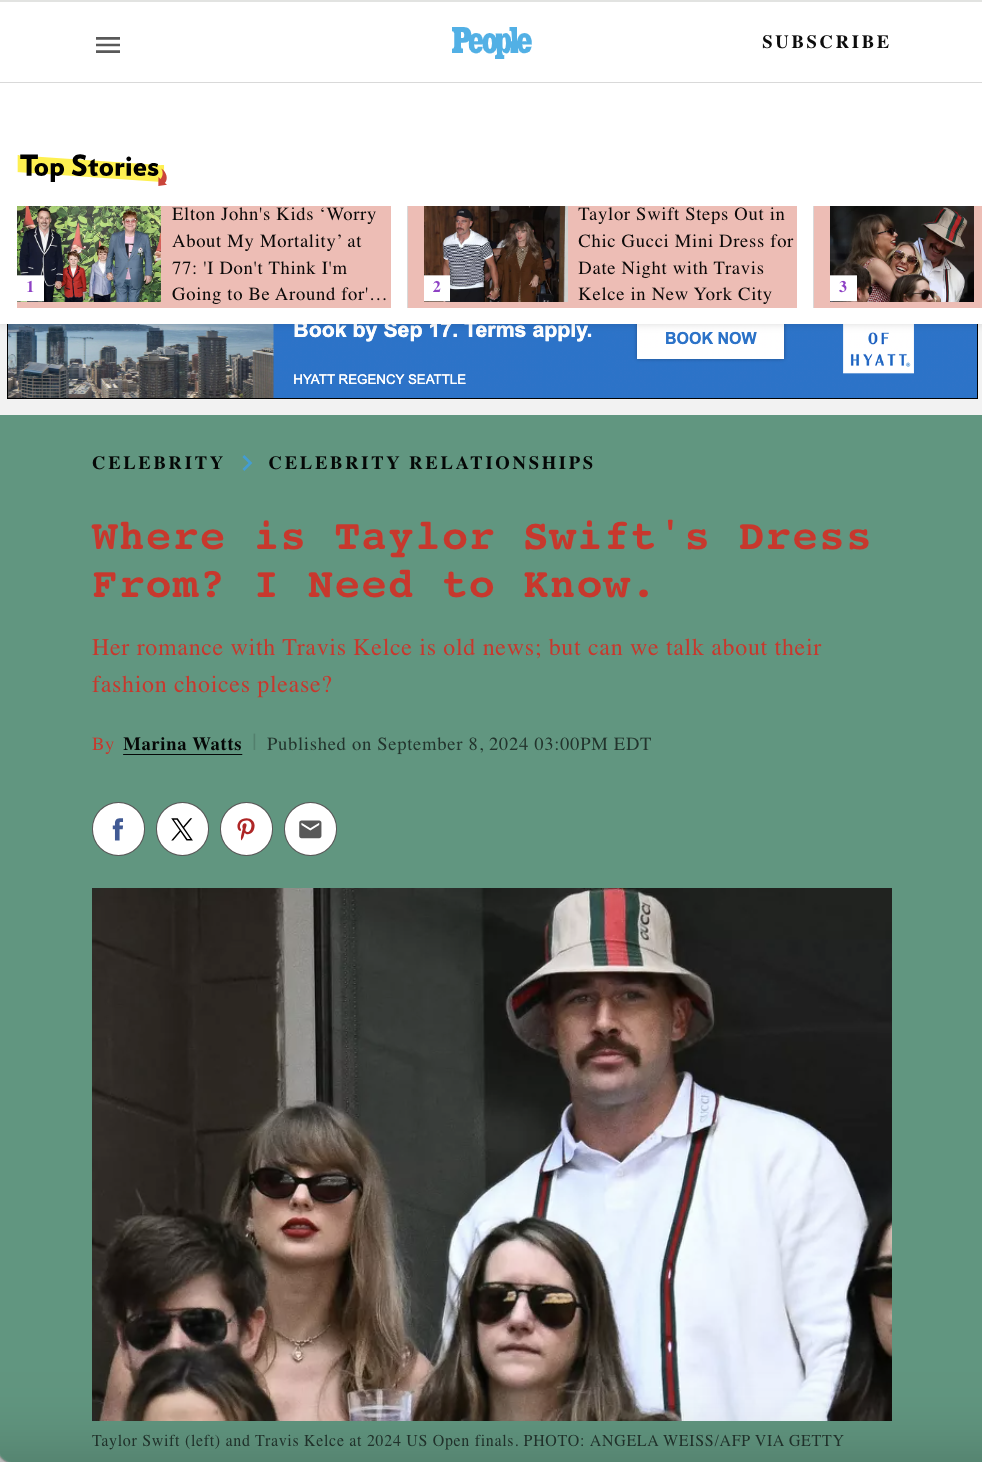 People
SUBSCRIBE
Top Stories
1
Elton John's Kids ‘Worry
About My Mortality’ at
77: 'I Don't Think I'm
Going to Be Around for'...
2
Taylor Swift Steps Out in
Chic Gucci Mini Dress for
Date Night with Travis
Kelce in New York City
3
Book by Sep 17. Terms apply.
HYATT REGENCY SEATTLE
BOOK NOW
OF
HYATT
CELEBRITY > CELEBRITY RELATIONSHIPS
Where is Taylor Swift's Dress
From? I Need to Know.
Her romance with Travis Kelce is old news; but can we talk about their
fashion choices please?
By Marina Watts | Published on September 8, 2024 03:00PM EDT
GUCCI
GUCCI
Taylor Swift (left) and Travis Kelce at 2024 US Open finals. PHOTO: ANGELA WEISS/AFP VIA GETTY